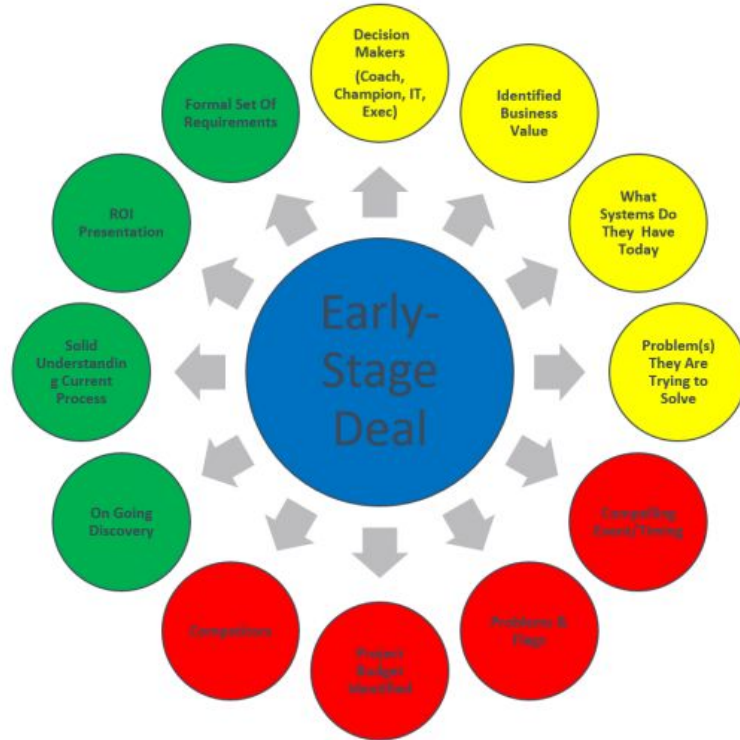 Decision
Makers
(Coach,
Champion, IT,
Exec)
Identified
Business
Value
What
Systems Do
They Have
Today
Problem(s)
They Are
Trying to
Solve
Compelling
Event/Timing
Problems &
Flags
Project
Budget
Identified
Competitors
On Going
Discovery
Solid
Understandin
g Current
Process
ROI
Presentation
Formal Set Of
Requirements
Early-
Stage
Deal